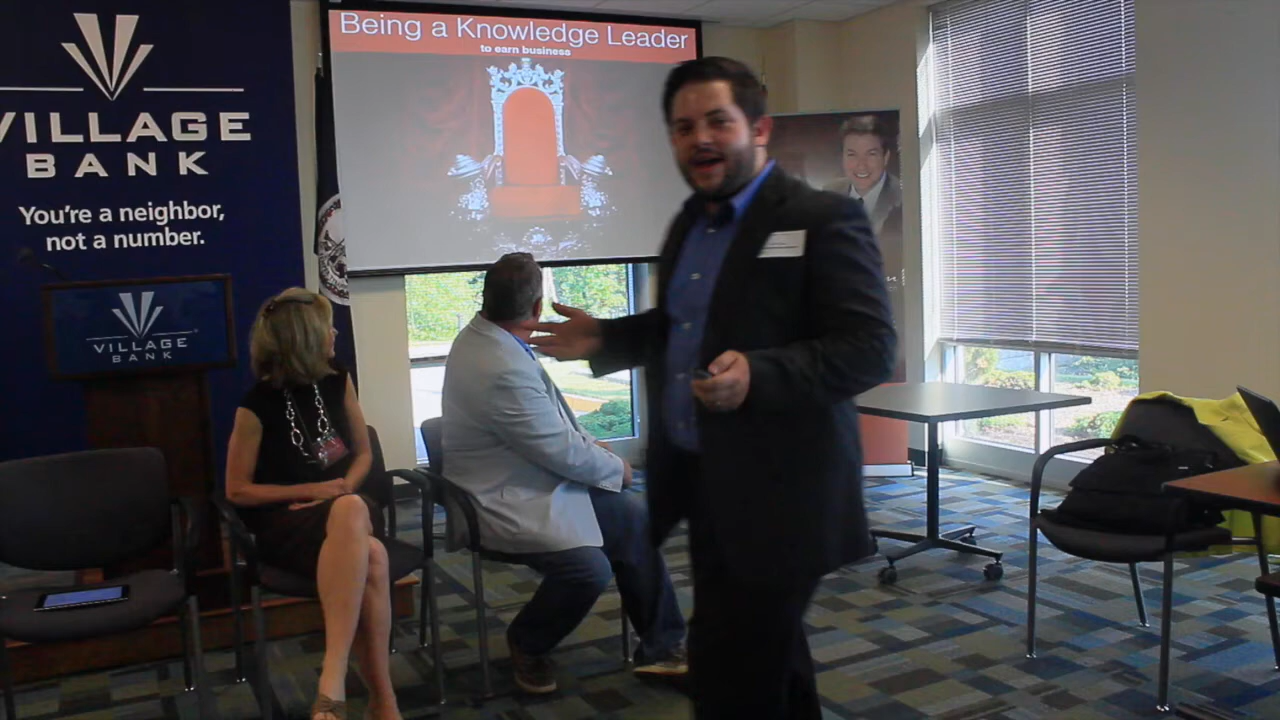 VILLAGE
BANK
You're a neighbor,
not a number.
VILLAGE
BANK
Being a Knowledge Leader
to earn business